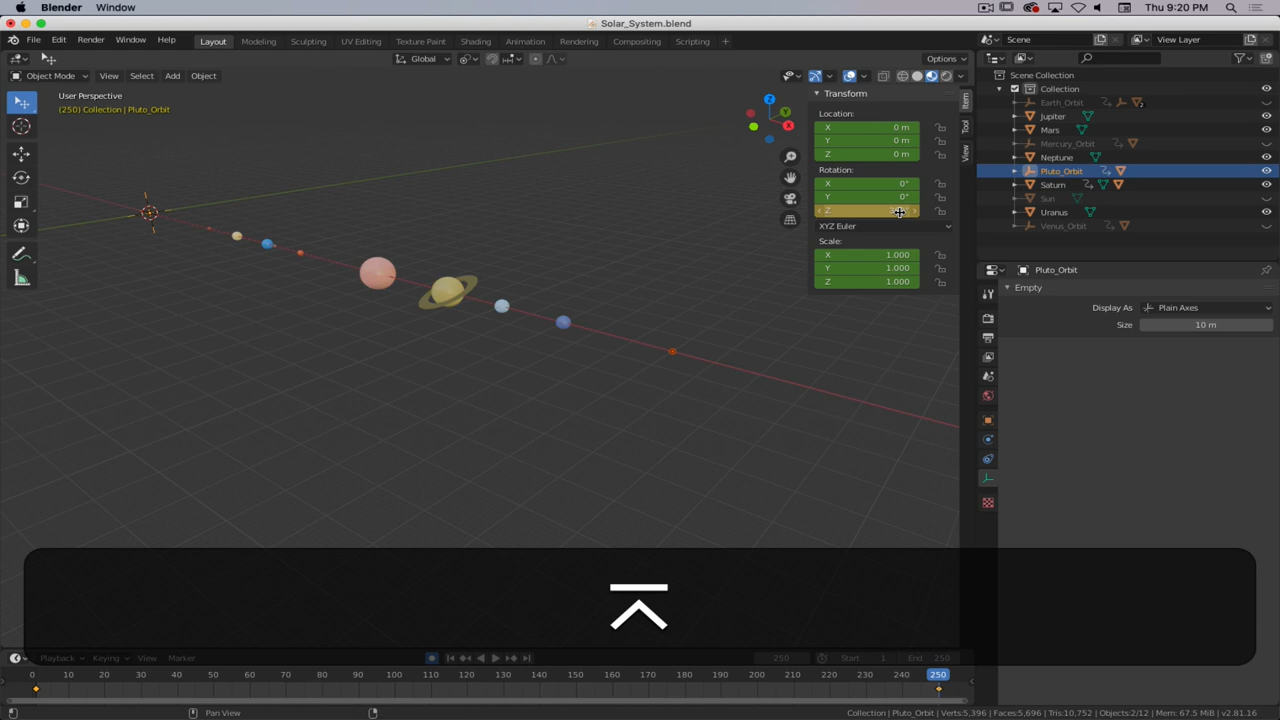 Blender Window Thu 9:20 PM
Solar_System.blend
File Edit Render Window Help Layout Modeling Sculpting UV Editing Texture Paint Shading Animation Rendering Compositing Scripting + Scene View Layer
Global Options
Object Mode View Select Add Object
User Perspective
(250) Collection | Pluto_Orbit
Z
Y
X
Item
Tool
View
Transform
Location:
X 0 m
Y 0 m
Z 0 m
Rotation:
X 0°
Y 0°
Z
XYZ Euler
Scale:
X 1.000
Y 1.000
Z 1.000
Scene Collection
Collection
Earth_Orbit 2
Jupiter
Mars
Mercury_Orbit
Neptune
Pluto_Orbit
Saturn
Sun
Uranus
Venus_Orbit
Pluto_Orbit
Empty
Display As Plain Axes
Size 10 m
Playback Keying View Marker 250 Start 1 End 250
0 10 20 30 40 50 60 70 80 90 100 110 120 130 140 150 160 170 180 190 200 210 220 230 240 250
Pan View Collection | Pluto_Orbit | Verts:5,396 | Faces:5,696 | Tris:10,752 | Objects:2/12 | Mem: 67.5 MiB | v2.81.16